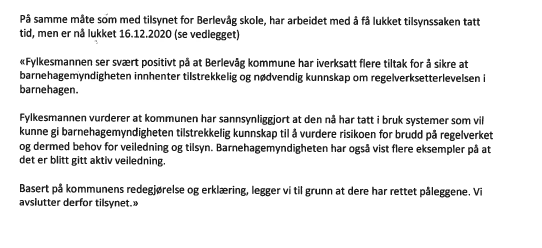 På samme måte som med tilsynet for Berlevåg skole, har arbeidet med å få lukket tilsynssaken tatt
tid, men er nå lukket 16.12.2020 (se vedlegget)
«Fylkesmannen ser svært positivt på at Berlevåg kommune har iverksatt flere tiltak for å sikre at
barnehagemyndigheten innhenter tilstrekkelig og nødvendig kunnskap om regelverksetterlevelsen i
barnehagen.
Fylkesmannen vurderer at kommunen har sannsynliggjort at den nå har tatt i bruk systemer som vil
kunne gi barnehagemyndigheten tilstrekkelig kunnskap til å vurdere risikoen for brudd på regelverket
og dermed behov for veiledning og tilsyn. Barnehagemyndigheten har også vist flere eksempler på at
det er blitt gitt aktiv veiledning.
Basert på kommunens redegjørelse og erklæring, legger vi til grunn at dere har rettet påleggene. Vi
avslutter derfor tilsynet.»